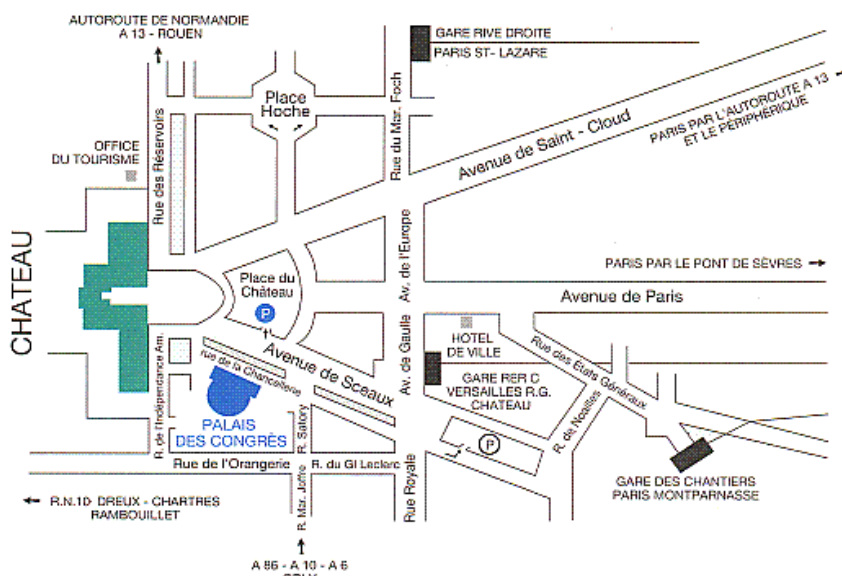 AUTOROUTE DE NORMANDIE
A 13 - ROUEN
GARE RIVE DROITE
PARIS ST- LAZARE
Place
Hoche
Rue du Mar. Foch
PARIS PAR L'AUTOROUTE A 13
ET LE PÉRIPHÉRIQUE
Avenue de Saint - Cloud
OFFICE
DU TOURISME
Rue des Réservoirs
CHATEAU
Place du
Château
P
Av. de l'Europe
PARIS PAR LE PONT DE SÈVRES
Avenue de Paris
Avenue de Sceaux
rue de la Chancellerie
Av. de Gaulle
HOTEL
DE VILLE
Rue des Etats Généraux
GARE RER C
VERSAILLES R.G.
CHATEAU
R. de Noailles
R. de l'Indépendance Am.
PALAIS
DES CONGRÈS
R. Satory
P
Rue de l'Orangerie
R. du Gl Leclerc
R. Mar. Joffre
Rue Royale
GARE DES CHANTIERS
PARIS MONTPARNASSE
R.N.10 DREUX - CHARTRES
RAMBOUILLET
A 86 - A 10 - A 6